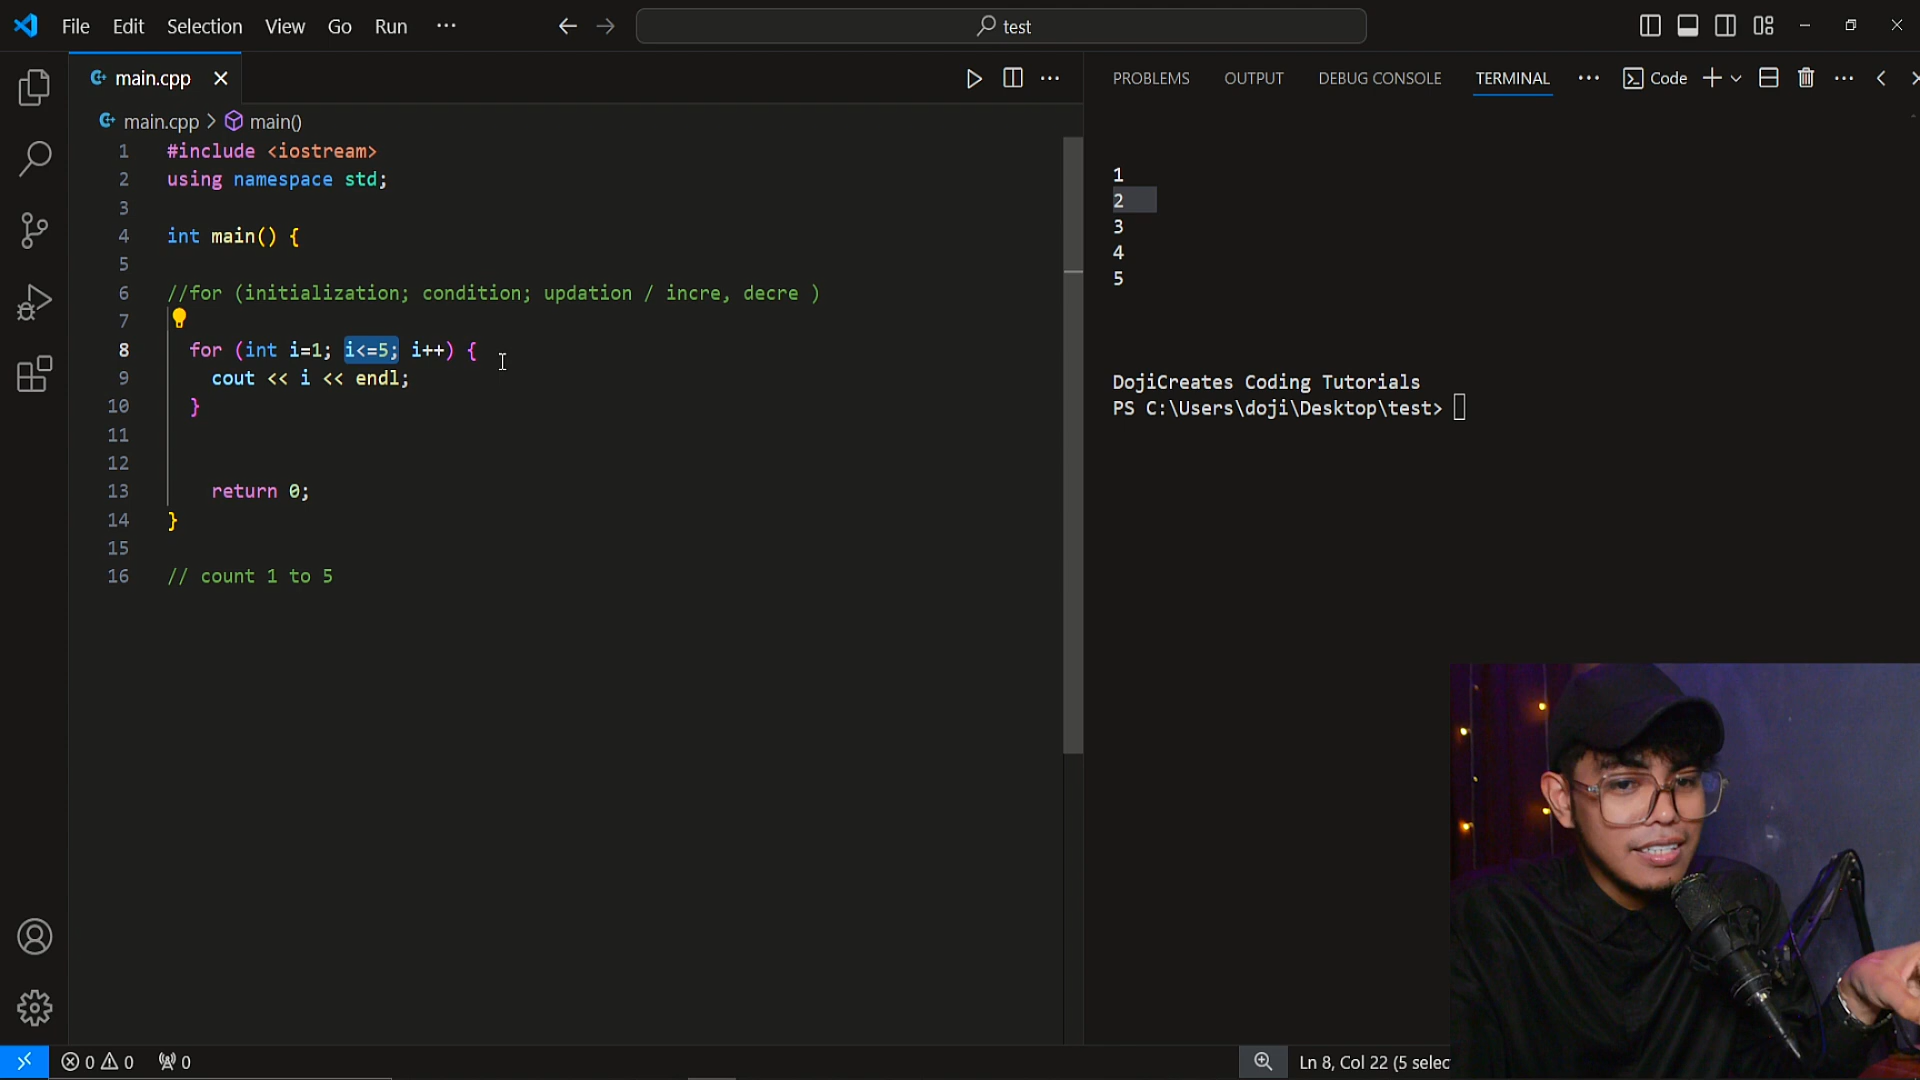 File Edit Selection View Go Run ···
test
main.cpp
PROBLEMS OUTPUT DEBUG CONSOLE TERMINAL ··· Code
main.cpp > main()
1 #include <iostream>
2 using namespace std;
3
4 int main() {
5
6 //for (initialization; condition; updation / incre, decre )
7
8 for (int i=1; i<=5; i++) {
9 cout << i << endl;
10 }
11
12
13 return 0;
14 }
15
16 // count 1 to 5
1
2
3
4
5
DojiCreates Coding Tutorials
PS C:\Users\doji\Desktop\test>
0 0 0
Ln 8, Col 22 (5 selec